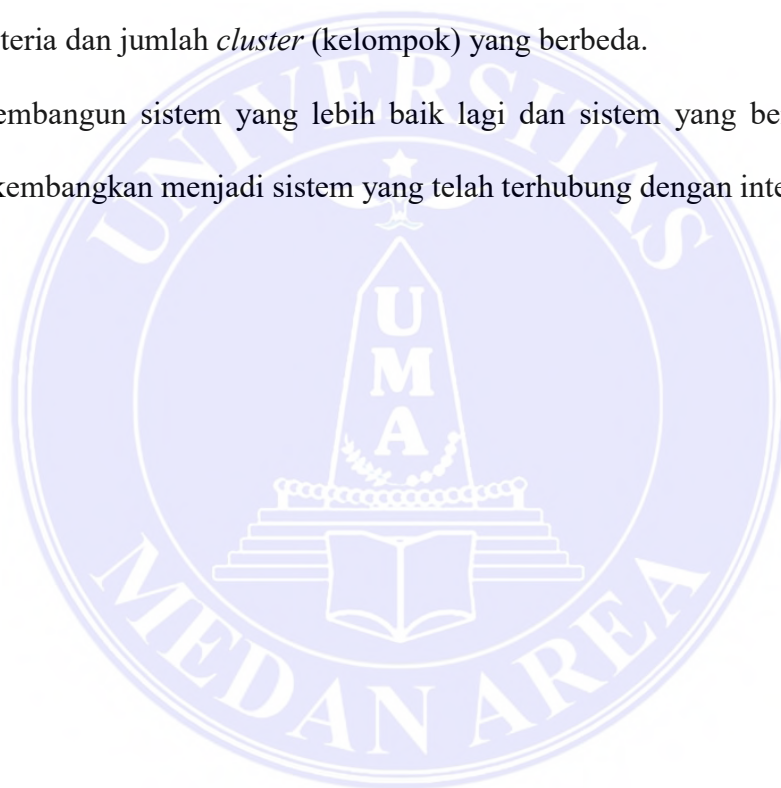 teria dan jumlah cluster (kelompok) yang berbeda.
embangun sistem yang lebih baik lagi dan sistem yang be
kembangkan menjadi sistem yang telah terhubung dengan inte
UNIVERSITAS
U
M
A
MEDAN AREA